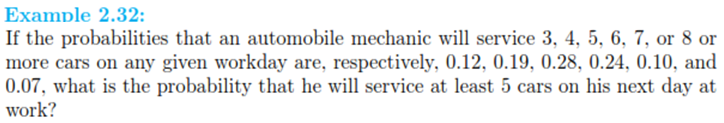 Example 2.32:
If the probabilities that an automobile mechanic will service 3, 4, 5, 6, 7, or 8 or
more cars on any given workday are, respectively, 0.12, 0.19, 0.28, 0.24, 0.10, and
0.07, what is the probability that he will service at least 5 cars on his next day at
work?